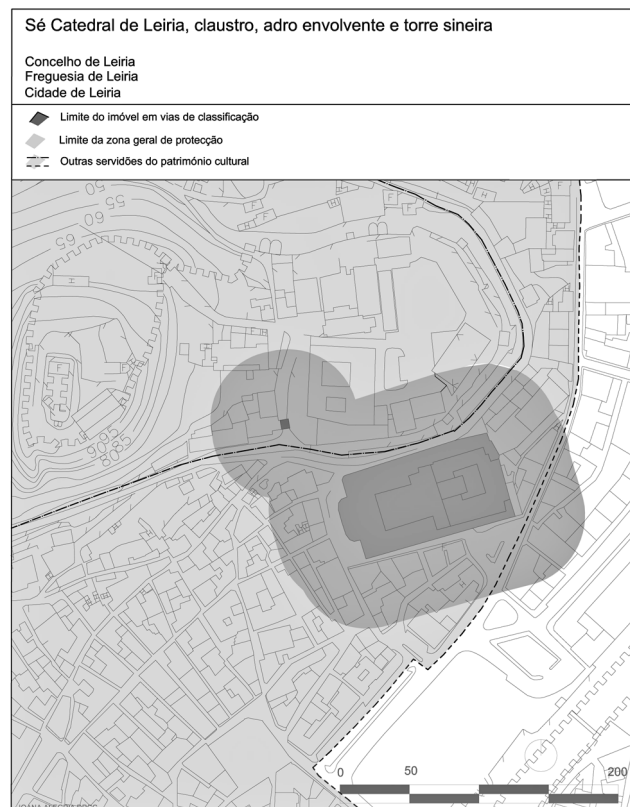 Sé Catedral de Leiria, claustro, adro envolvente e torre sineira
Concelho de Leiria
Freguesia de Leiria
Cidade de Leiria
Limite do imóvel em vias de classificação
Limite da zona geral de protecção
Outras servidões do património cultural
50
55
60
65
H
F
F
F
H
F
H
F
90
85
0
50
200